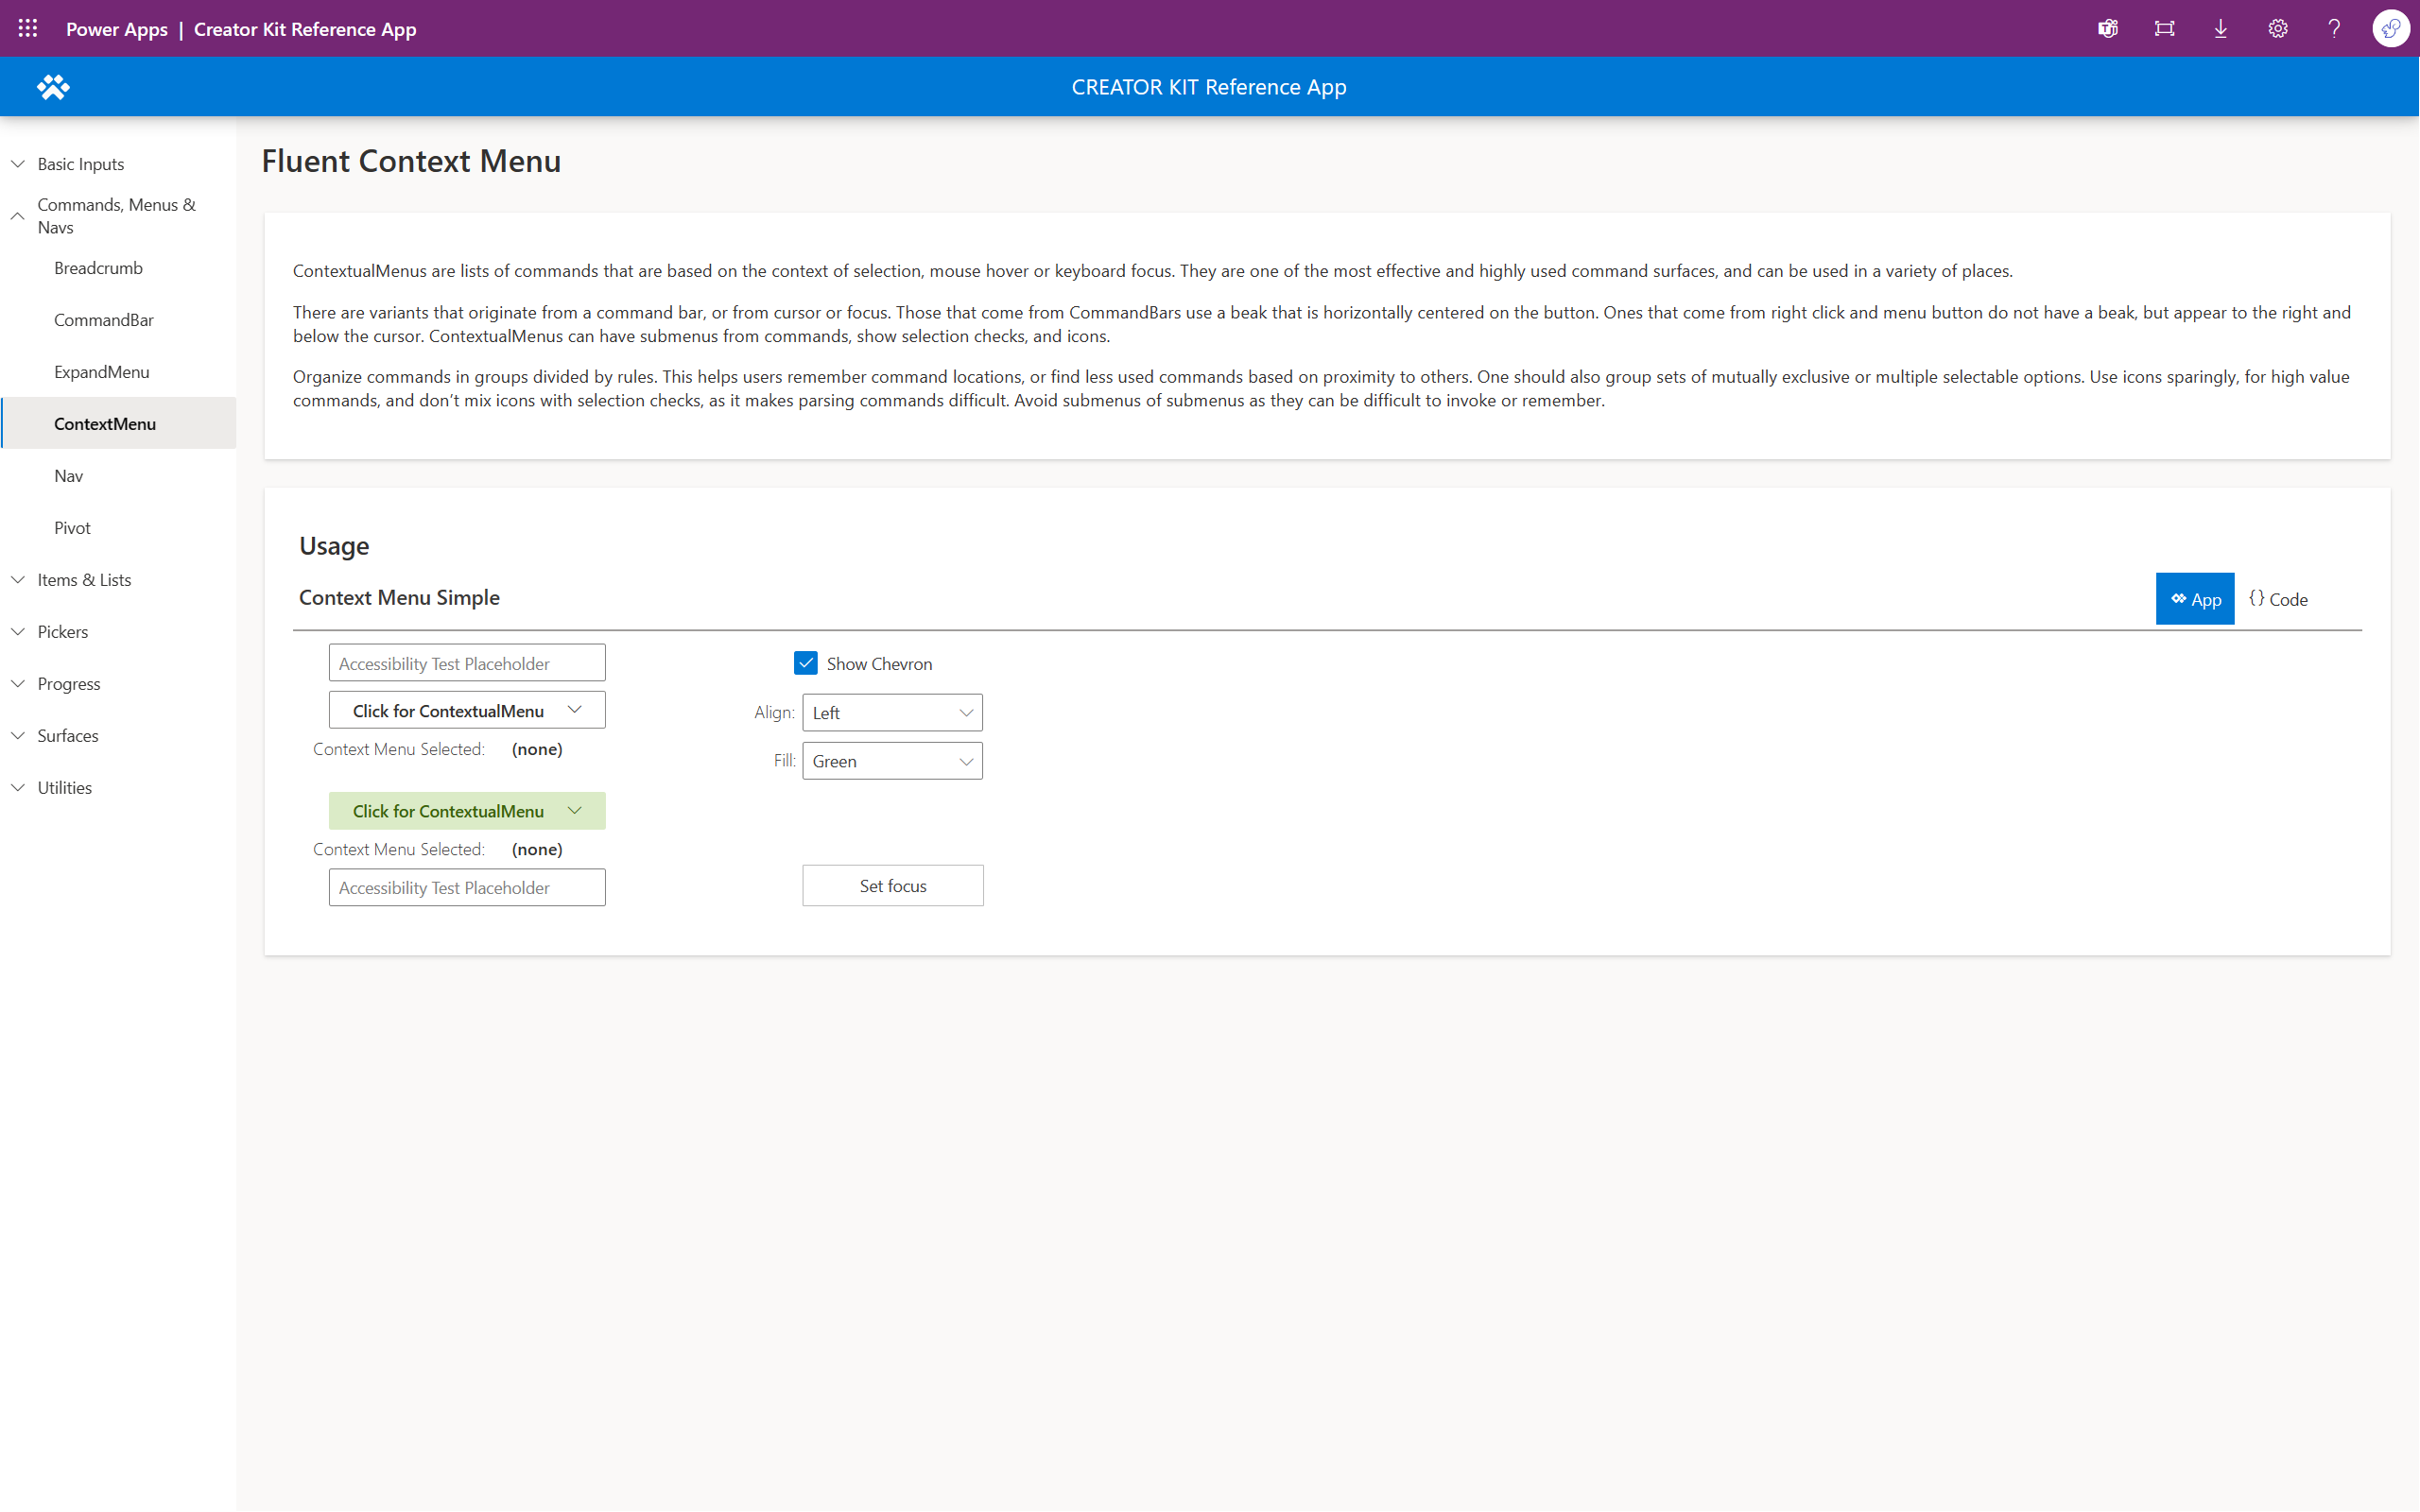 Power Apps | Creator Kit Reference App
CREATOR KIT Reference App
Basic Inputs
Commands, Menus &
Navs
Breadcrumb
CommandBar
ExpandMenu
ContextMenu
Nav
Pivot
Items & Lists
Pickers
Progress
Surfaces
Utilities
Fluent Context Menu
ContextualMenus are lists of commands that are based on the context of selection, mouse hover or keyboard focus. They are one of the most effective and highly used command surfaces, and can be used in a variety of places.
There are variants that originate from a command bar, or from cursor or focus. Those that come from CommandBars use a beak that is horizontally centered on the button. Ones that come from right click and menu button do not have a beak, but appear to the right and
below the cursor. ContextualMenus can have submenus from commands, show selection checks, and icons.
Organize commands in groups divided by rules. This helps users remember command locations, or find less used commands based on proximity to others. One should also group sets of mutually exclusive or multiple selectable options. Use icons sparingly, for high value
commands, and don’t mix icons with selection checks, as it makes parsing commands difficult. Avoid submenus of submenus as they can be difficult to invoke or remember.
Usage
Context Menu Simple
App
{} Code
Accessibility Test Placeholder
Show Chevron
Click for ContextualMenu
Align: Left
Context Menu Selected: (none)
Fill: Green
Click for ContextualMenu
Context Menu Selected: (none)
Accessibility Test Placeholder
Set focus